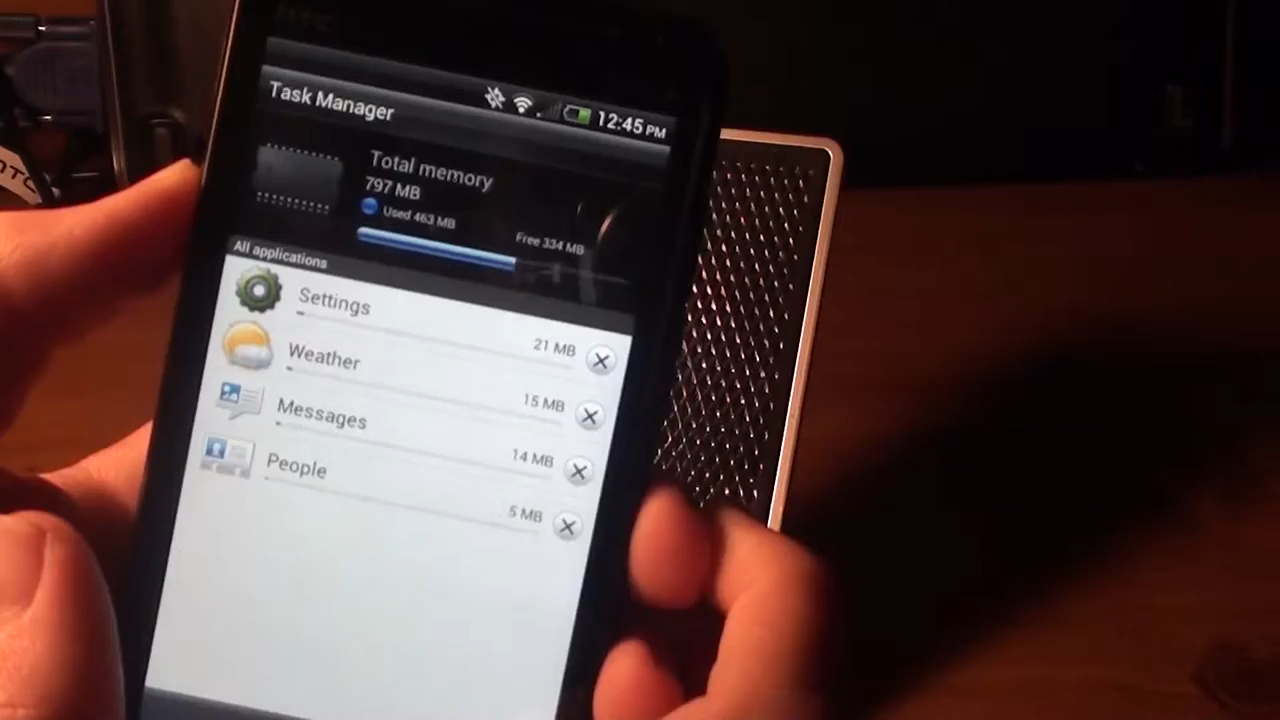 hTC
Task Manager
12:45 PM
Total memory
797 MB
Used 463 MB
Free 334 MB
All applications
Settings
21 MB
Weather
15 MB
Messages
14 MB
People
5 MB